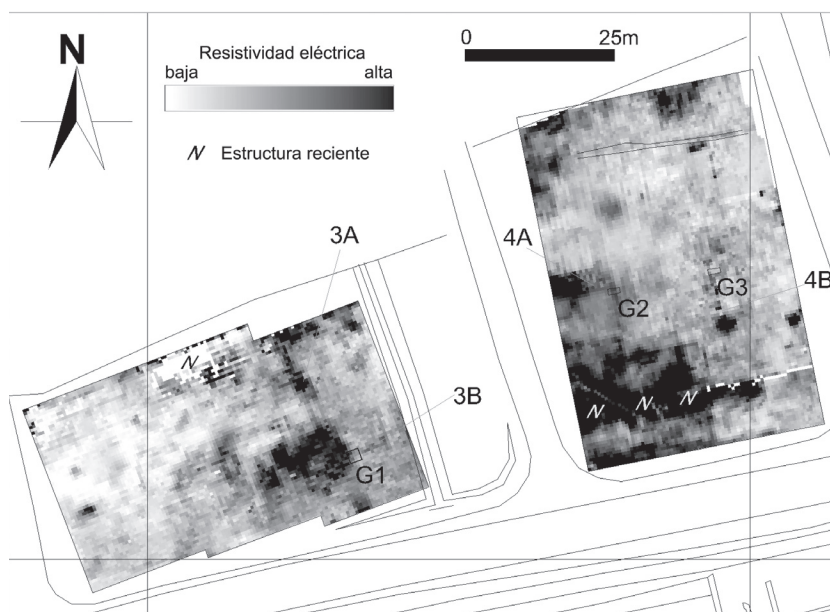 N
Resistividad eléctrica
baja alta
0 25m
N Estructura reciente
3A
4A
G2
G3
4B
N
3B
G1
N N N